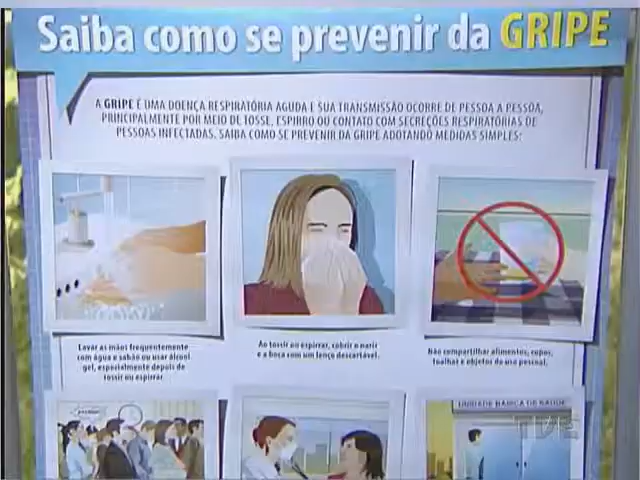 Saiba como se prevenir da GRIPE
A GRIPE É UMA DOENÇA RESPIRATÓRIA AGUDA E SUA TRANSMISSÃO OCORRE DE PESSOA A PESSOA,
PRINCIPALMENTE POR MEIO DE TOSSE, ESPIRRO OU CONTATO COM SECREÇÕES RESPIRATÓRIAS DE
PESSOAS INFECTADAS. SAIBA COMO SE PREVENIR DA GRIPE ADOTANDO MEDIDAS SIMPLES:
Lavar as mãos frequentemente
com água e sabão ou usar álcool
gel, especialmente depois de
tossir ou espirrar.
Ao tossir ou espirrar, cobrir o nariz
e a boca com um lenço descartável.
Não compartilhar alimentos, copos,
toalhas e objetos de uso pessoal.
UNIDADE BÁSICA DE SAÚDE
TVE